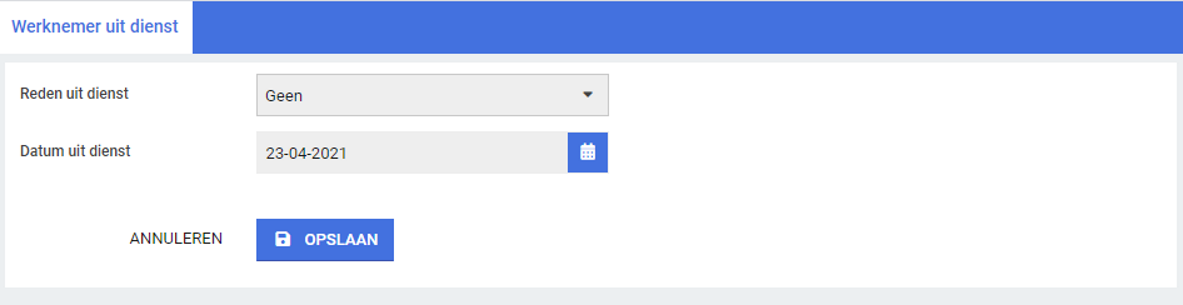 Werknemer uit dienst
Reden uit dienst
Geen
Datum uit dienst
23-04-2021
ANNULEREN
OPSLAAN